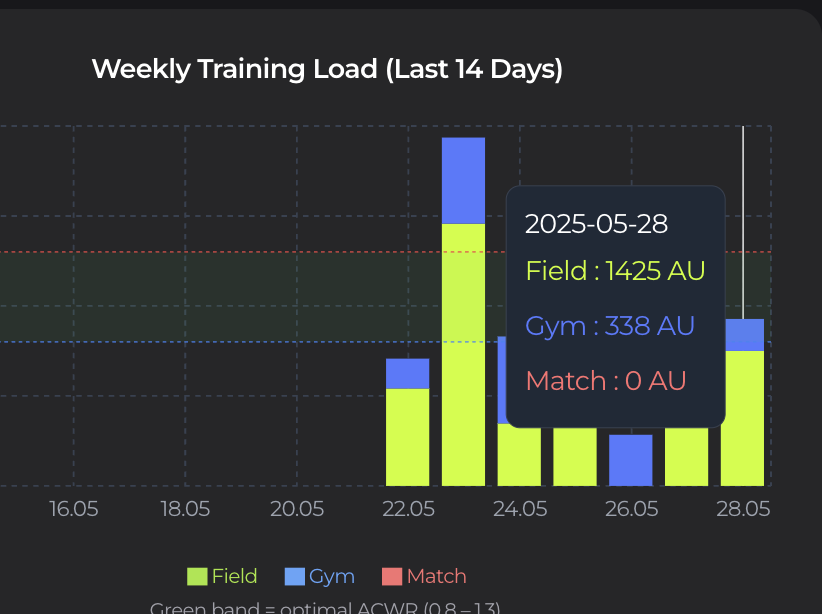 Weekly Training Load (Last 14 Days)
2025-05-28
Field : 1425 AU
Gym : 338 AU
Match : 0 AU
16.05 18.05 20.05 22.05 24.05 26.05 28.05
Field Gym Match
Green band = optimal ACWR (0.8 – 1.3)